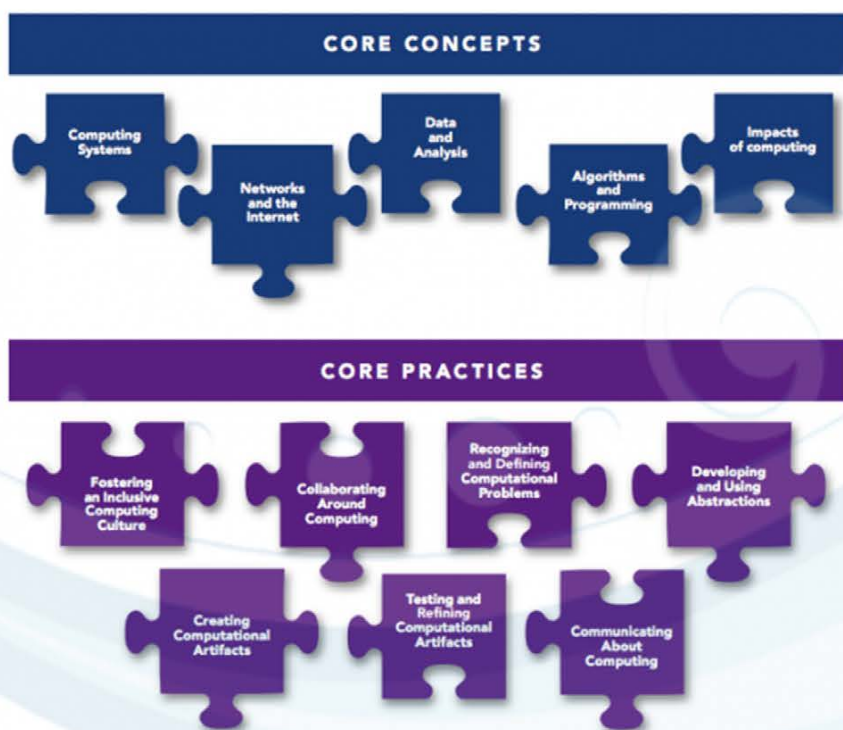 CORE CONCEPTS
Computing
Systems
Networks
and the
Internet
Data
and
Analysis
Algorithms
and
Programming
Impacts
of computing
CORE PRACTICES
Fostering
an Inclusive
Computing
Culture
Collaborating
Around
Computing
Recognizing
and Defining
Computational
Problems
Developing
and Using
Abstractions
Creating
Computational
Artifacts
Testing and
Refining
Computational
Artifacts
Communicating
About
Computing